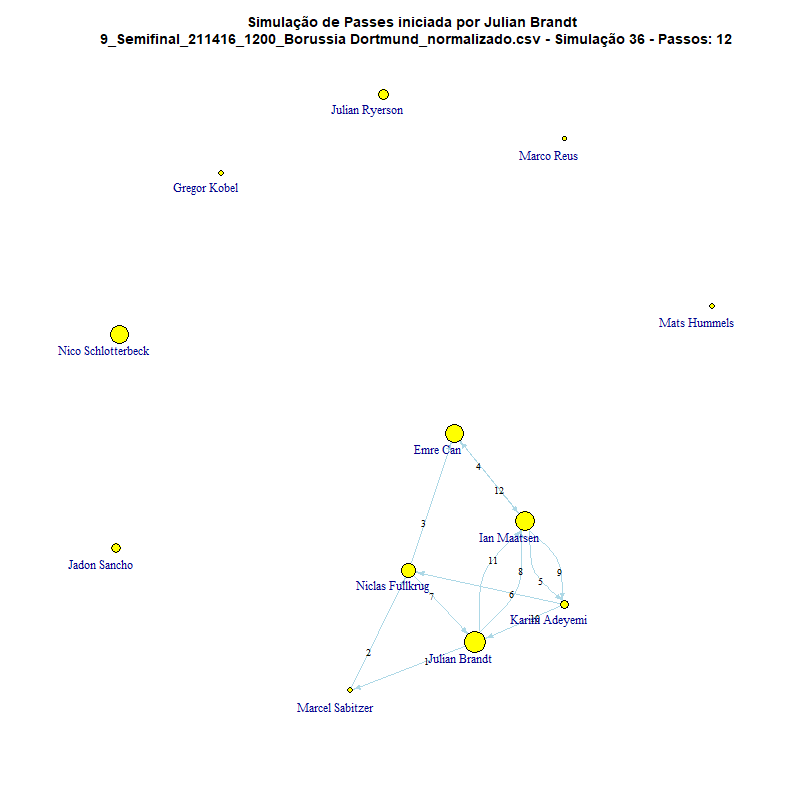 Simulação de Passes iniciada por Julian Brandt
9_Semifinal_211416_1200_Borussia Dortmund_normalizado.csv - Simulação 36 - Passos: 12
Julian Ryerson
Marco Reus
Gregor Kobel
Mats Hummels
Nico Schlotterbeck
Emre Can
4
12
3
Ian Maatsen
11
8
9
Jadon Sancho
5
Niclas Fullkrug
7
6
Karim Adeyemi
10
2
1
Julian Brandt
Marcel Sabitzer